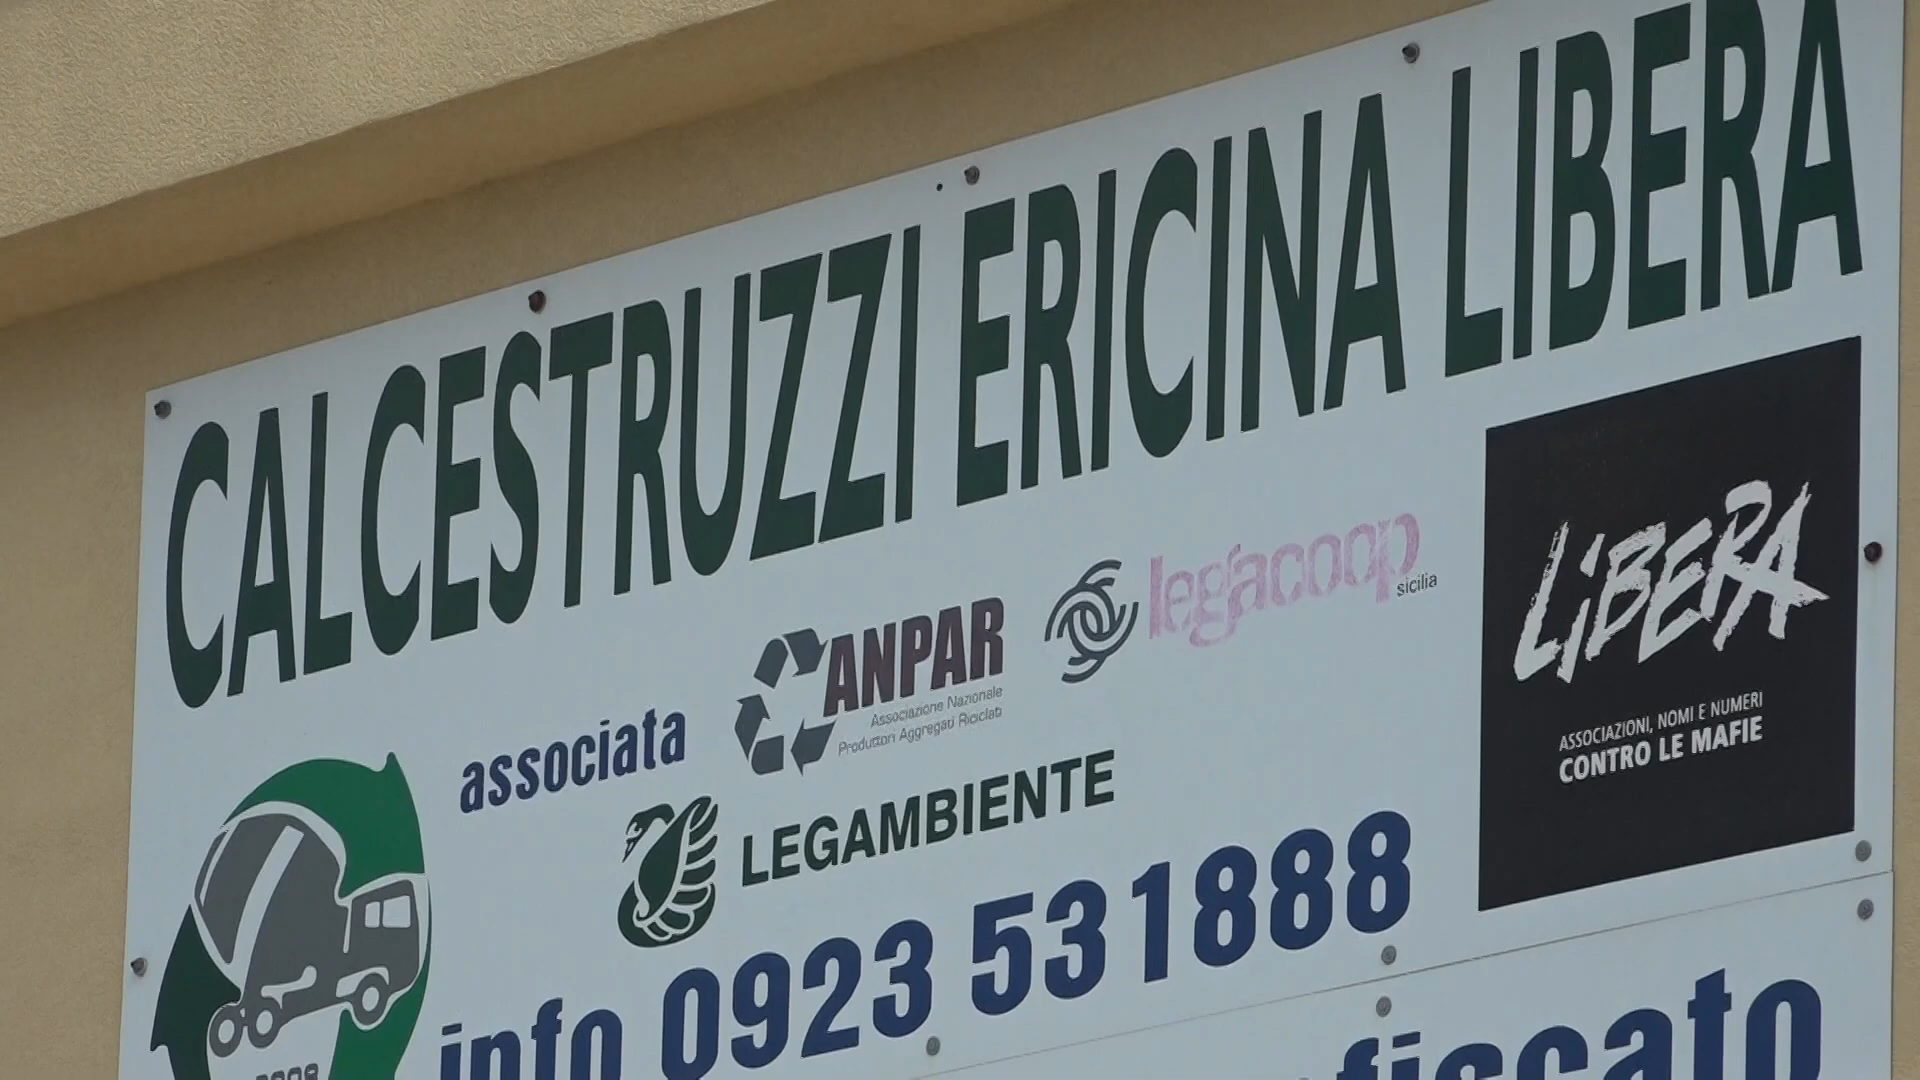 CALCESTRUZZI ERICINA LIBERA
associata
ANPAR
Associazione Nazionale
Produttori Aggregati Riciclati
legacoop
sicilia
LEGAMBIENTE
LiBERA
ASSOCIAZIONI, NOMI E NUMERI
CONTRO LE MAFIE
info 0923 531888